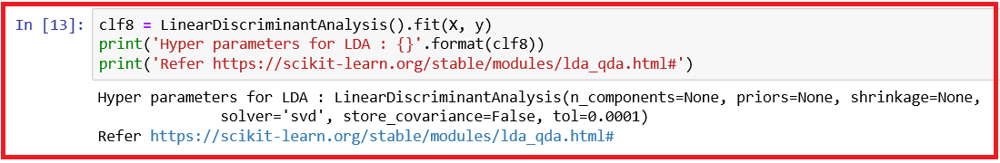 In [13]: clf8 = LinearDiscriminantAnalysis().fit(X, y)
print('Hyper parameters for LDA : {}'.format(clf8))
print('Refer https://scikit-learn.org/stable/modules/lda_qda.html#')
Hyper parameters for LDA : LinearDiscriminantAnalysis(n_components=None, priors=None, shrinkage=None,
solver='svd', store_covariance=False, tol=0.0001)
Refer https://scikit-learn.org/stable/modules/lda_qda.html#